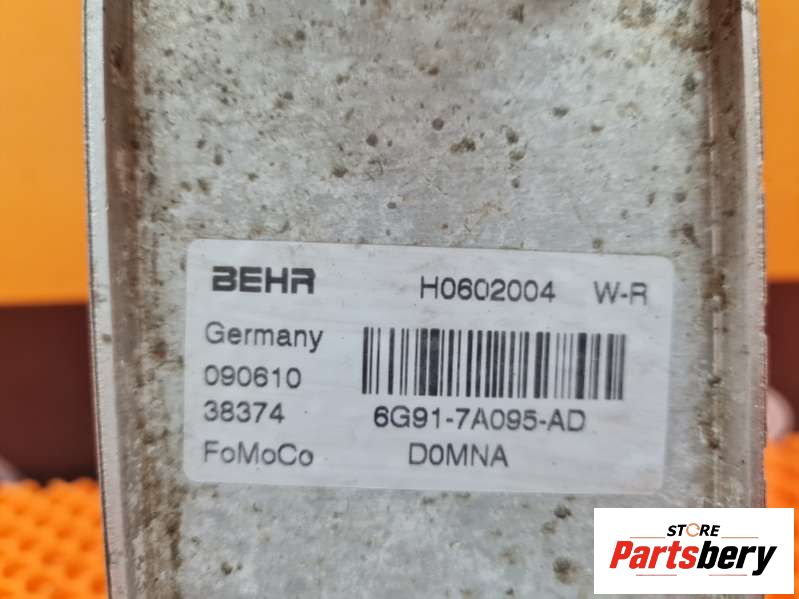 BEHR H0602004 W-R
Germany
090610
38374 6G91-7A095-AD
FoMoCo D0MNA
STORE
Partsbery